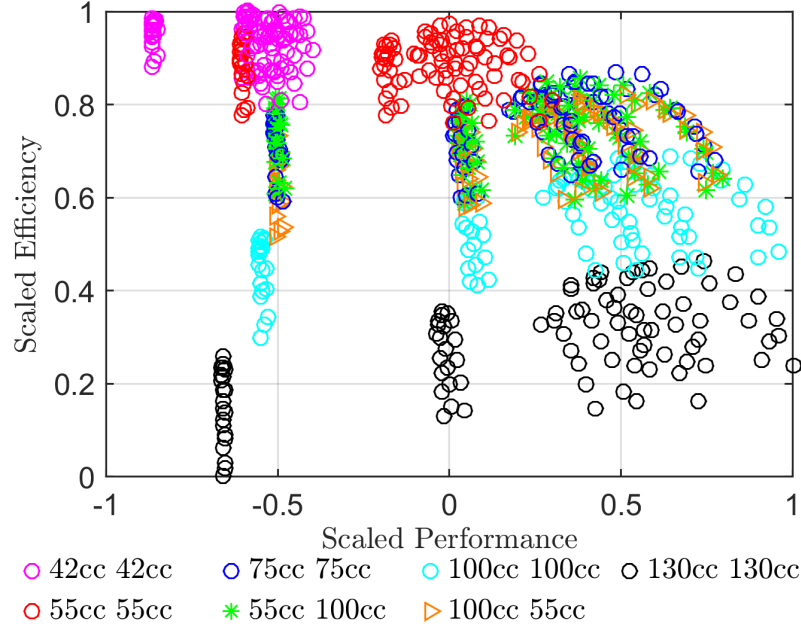 1
0.8
0.6
0.4
0.2
0
Scaled Efficiency
-1 -0.5 0 0.5 1
Scaled Performance
42cc 42cc 75cc 75cc 100cc 100cc 130cc 130cc
55cc 55cc 55cc 100cc 100cc 55cc